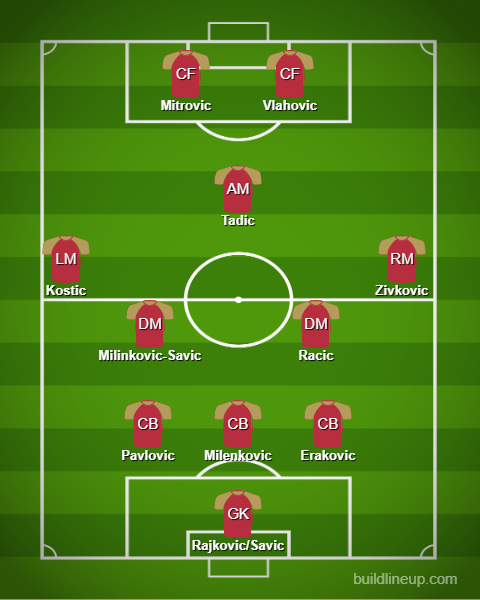 CF
CF
Mitrovic
Vlahovic
AM
Tadic
LM
RM
Kostic
Zivkovic
DM
DM
Milinkovic-Savic
Racic
CB
CB
CB
Pavlovic
Milenkovic
Erakovic
GK
Rajkovic/Savic
buildlineup.com